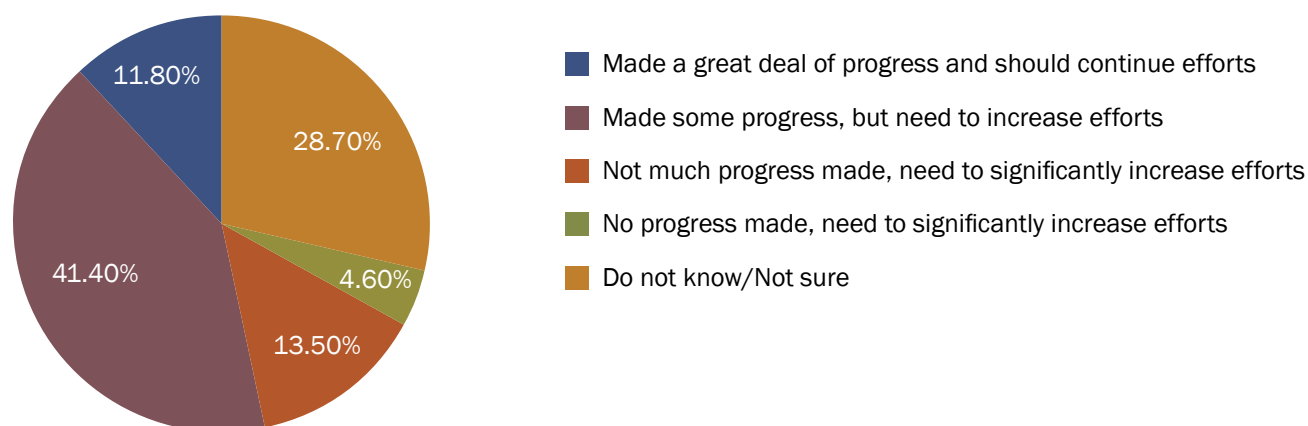 11.80%
28.70%
41.40%
4.60%
13.50%
Made a great deal of progress and should continue efforts
Made some progress, but need to increase efforts
Not much progress made, need to significantly increase efforts
No progress made, need to significantly increase efforts
Do not know/Not sure